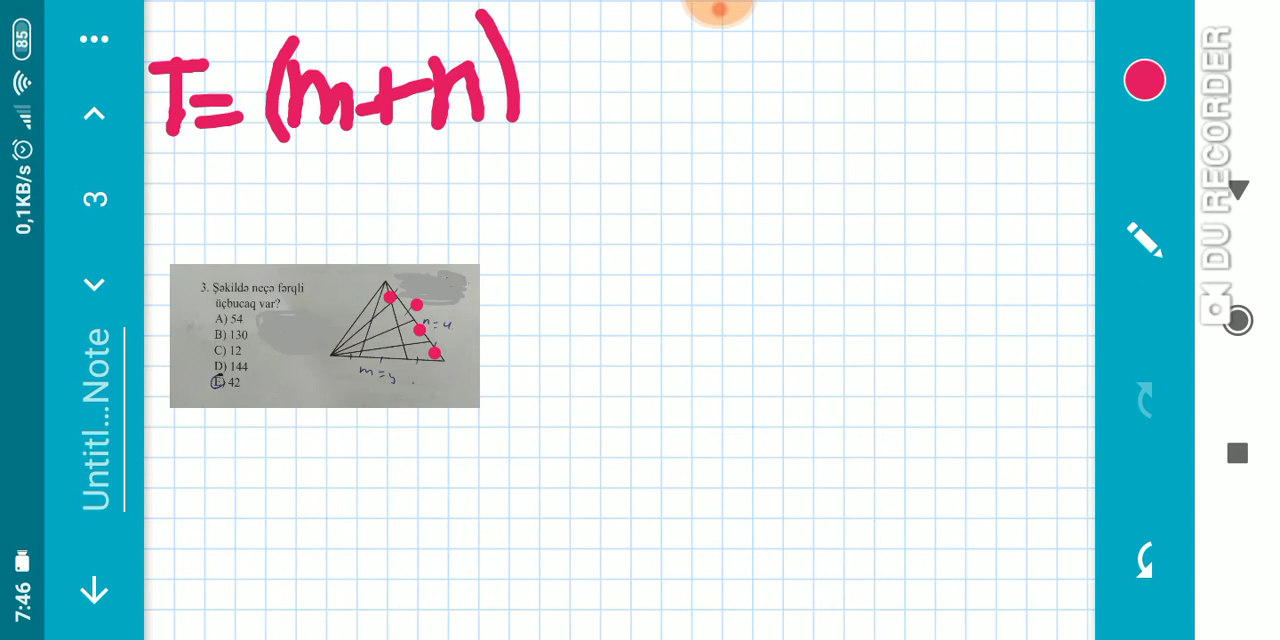 T=(m+n)
3. Şəkildə neçə fərqli
üçbucaq var?
A) 54
B) 130
C) 12
D) 144
E) 42
n=4
m=3
85
0,1KB/s
7:46
3
Untitl...Note
DU RECORDER